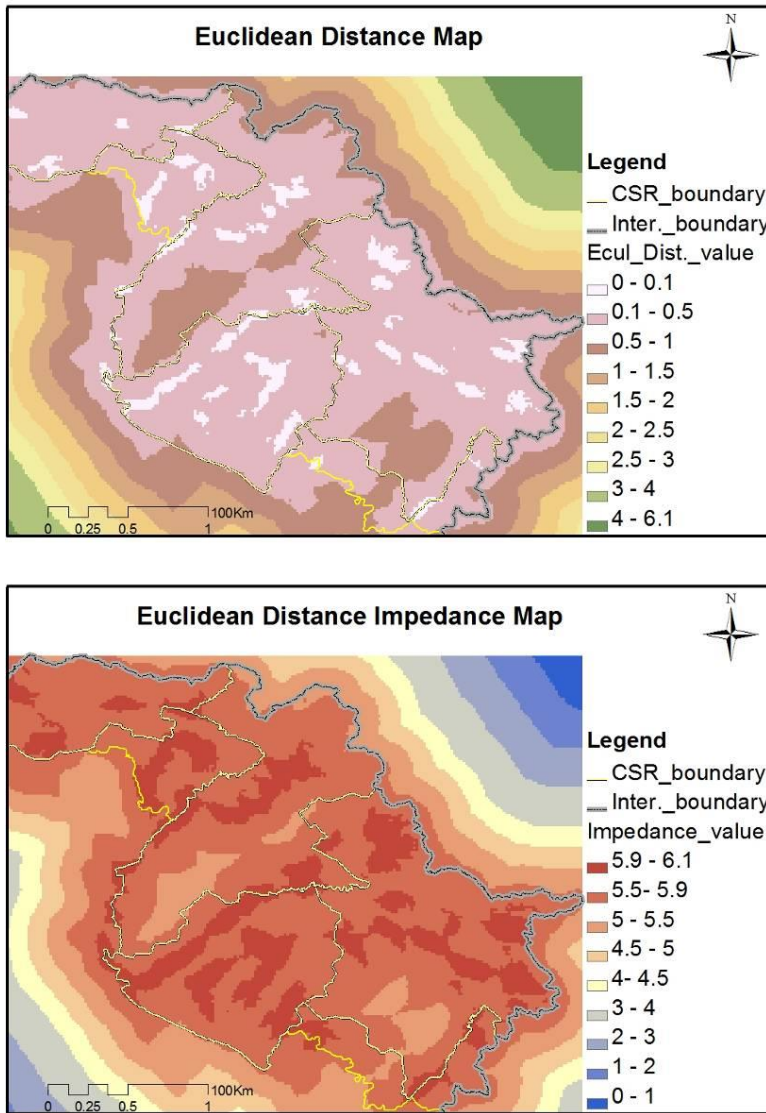 Euclidean Distance Map
N
Legend
CSR_boundary
Inter._boundary
Ecul_Dist._value
0 - 0.1
0.1 - 0.5
0.5 - 1
1 - 1.5
1.5 - 2
2 - 2.5
2.5 - 3
3 - 4
4 - 6.1
100Km
0 0.25 0.5 1
Euclidean Distance Impedance Map
N
Legend
CSR_boundary
Inter._boundary
Impedance_value
5.9 - 6.1
5.5- 5.9
5 - 5.5
4.5 - 5
4- 4.5
3 - 4
2 - 3
1 - 2
0 - 1
100Km
0 0.25 0.5 1